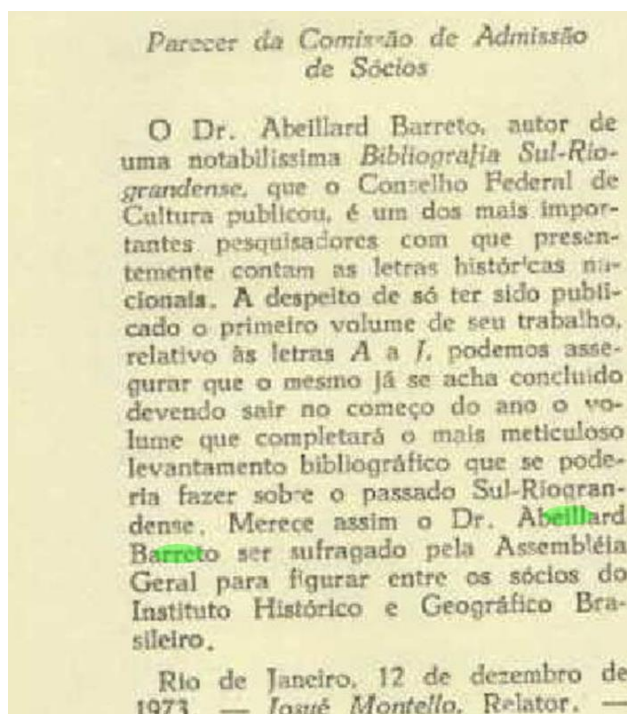 Parecer da Comissão de Admissão
de Sócios
O Dr. Abeillard Barreto, autor de
uma notabilissima Bibliografia Sul-Rio-
grandense, que o Conselho Federal de
Cultura publicou, é um dos mais impor-
tantes pesquisadores com que presen-
temente contam as letras históricas na-
cionais. A despeito de só ter sido publi-
cado o primeiro volume de seu trabalho,
relativo às letras A a J, podemos asse-
gurar que o mesmo já se acha concluído
devendo sair no começo do ano o vo-
lume que completará o mais meticuloso
levantamento bibliográfico que se pode-
ria fazer sobre o passado Sul-Riogran-
dense. Merece assim o Dr. Abeillard
Barreto ser sufragado pela Assembléia
Geral para figurar entre os sócios do
Instituto Histórico e Geográfico Bra-
sileiro.
Rio de Janeiro, 12 de dezembro de
1973. — Josué Montello, Relator. —